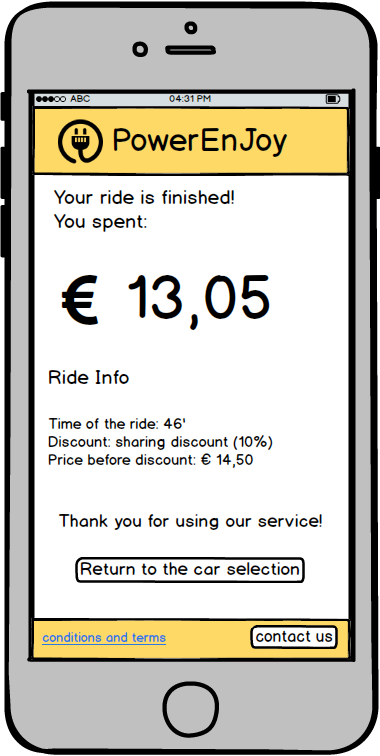 ABC 04:31 PM
PowerEnJoy
Your ride is finished!
You spent:
€ 13,05
Ride Info
Time of the ride: 46'
Discount: sharing discount (10%)
Price before discount: € 14,50
Thank you for using our service!
Return to the car selection
conditions and terms contact us